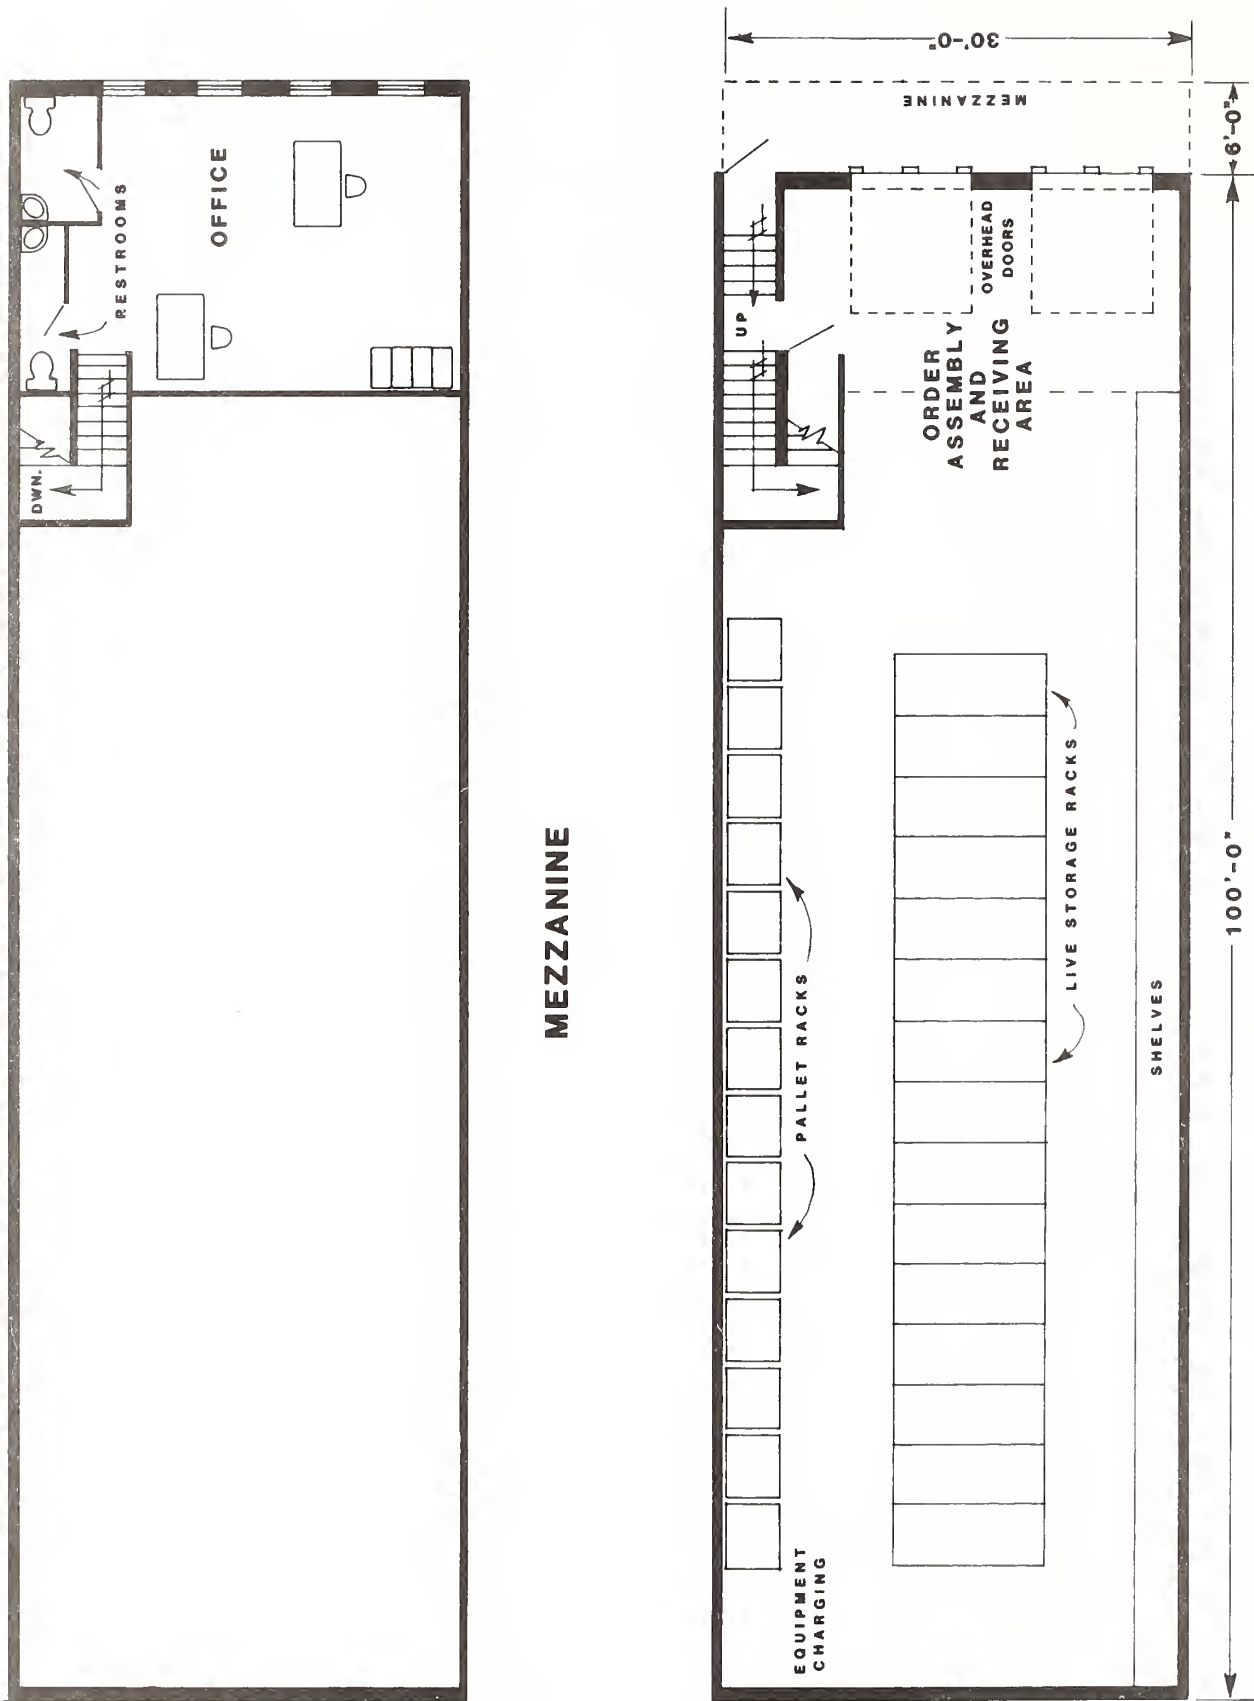 RESTROOMS
OFFICE
DWN.
MEZZANINE
30'-0"
MEZZANINE
6'-0"
UP
OVERHEAD
DOORS
ORDER
ASSEMBLY
AND
RECEIVING
AREA
PALLET RACKS
LIVE STORAGE RACKS
SHELVES
100'-0"
EQUIPMENT
CHARGING